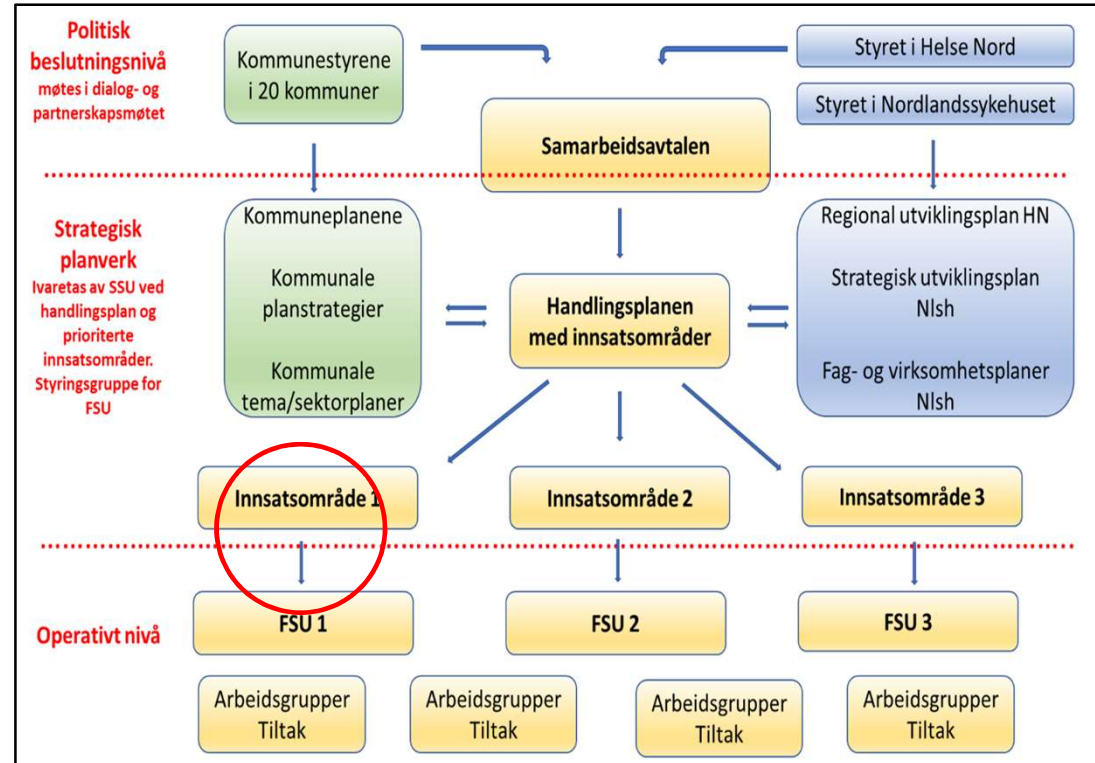 Politisk
beslutningsnivå
møtes i dialog- og
partnerskapsmøtet
Kommunestyrene
i 20 kommuner
Styret i Helse Nord
Styret i Nordlandssykehuset
Samarbeidsavtalen
Strategisk
planverk
Ivaretas av SSU ved
handlingsplan og
prioriterte
innsatsområder.
Styringsgruppe for
FSU
Kommuneplanene
Kommunale
planstrategier
Kommunale
tema/sektorplaner
Handlingsplanen
med innsatsområder
Regional utviklingsplan HN
Strategisk utviklingsplan
Nlsh
Fag- og virksomhetsplaner
Nlsh
Innsatsområde 1
Innsatsområde 2
Innsatsområde 3
Operativt nivå
FSU 1
FSU 2
FSU 3
Arbeidsgrupper
Tiltak
Arbeidsgrupper
Tiltak
Arbeidsgrupper
Tiltak
Arbeidsgrupper
Tiltak